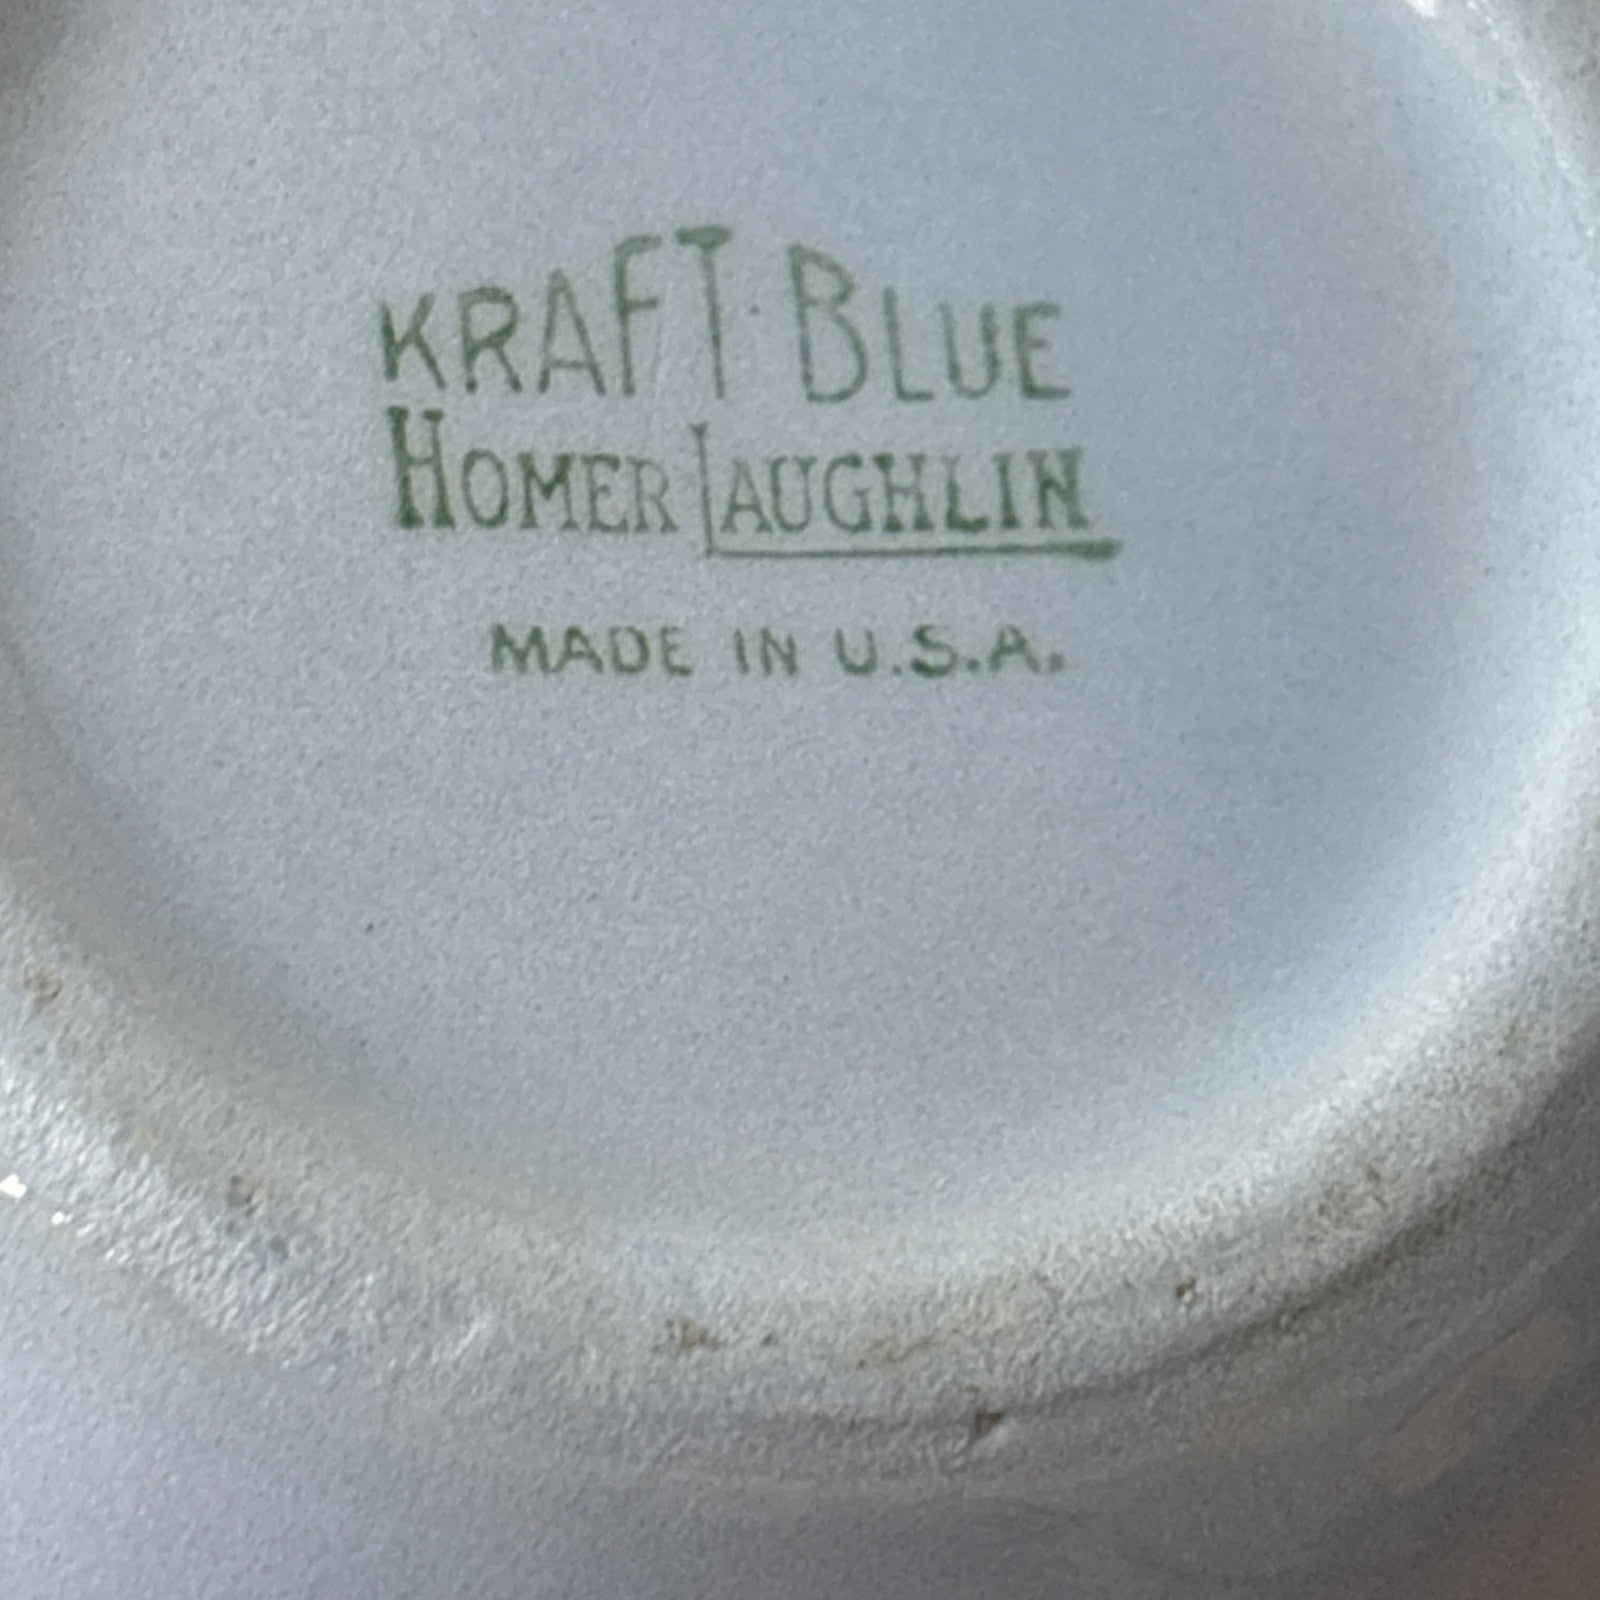 KRAFT BLUE
HOMER LAUGHLIN
MADE IN U.S.A.